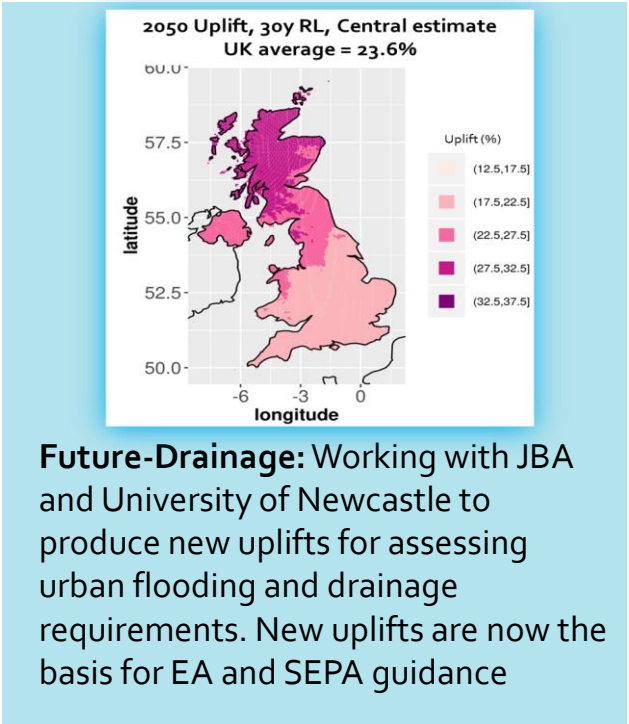 2050 Uplift, 30y RL, Central estimate
UK average = 23.6%
60.0
57.5
55.0
52.5
50.0
latitude
-6 -3 0
longitude
Uplift (%)
(12.5,17.5]
(17.5,22.5]
(22.5,27.5]
(27.5,32.5]
(32.5,37.5]
Future-Drainage: Working with JBA
and University of Newcastle to
produce new uplifts for assessing
urban flooding and drainage
requirements. New uplifts are now the
basis for EA and SEPA guidance